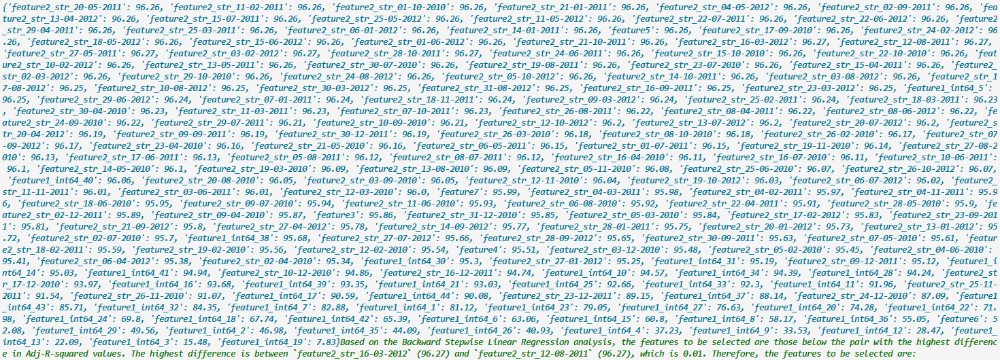 {'feature2_str_20-05-2011': 96.26, 'feature2_str_11-02-2011': 96.26, 'feature2_str_01-10-2010': 96.26, 'feature2_str_21-01-2011': 96.26, 'feature2_str_04-05-2012': 96.26, 'feature2_str_02-09-2011': 96.26, 'fea
ture2_str_13-04-2012': 96.26, 'feature2_str_15-07-2011': 96.26, 'feature2_str_25-05-2012': 96.26, 'feature2_str_11-05-2012': 96.26, 'feature2_str_22-07-2011': 96.26, 'feature2_str_22-06-2012': 96.26, 'feature2
_str_29-04-2011': 96.26, 'feature2_str_25-03-2011': 96.26, 'feature2_str_06-01-2012': 96.26, 'feature2_str_14-01-2011': 96.26, 'feature5': 96.26, 'feature2_str_17-09-2010': 96.26, 'feature2_str_24-02-2012': 96
.26, 'feature2_str_18-05-2012': 96.26, 'feature2_str_15-06-2012': 96.26, 'feature2_str_01-06-2012': 96.26, 'feature2_str_21-10-2011': 96.26, 'feature2_str_16-03-2012': 96.27, 'feature2_str_12-08-2011': 96.27,
'feature2_str_27-05-2011': 96.27, 'feature2_str_03-02-2012': 96.27, 'feature2_str_28-10-2011': 96.27, 'feature2_str_24-06-2011': 96.26, 'feature2_str_15-10-2010': 96.26, 'feature2_str_22-10-2010': 96.26, 'feat
ure2_str_10-02-2012': 96.26, 'feature2_str_13-05-2011': 96.26, 'feature2_str_30-07-2010': 96.26, 'feature2_str_19-08-2011': 96.26, 'feature2_str_23-07-2010': 96.26, 'feature2_str_15-04-2011': 96.26, 'feature2_
str_02-03-2012': 96.26, 'feature2_str_29-10-2010': 96.26, 'feature2_str_24-08-2012': 96.26, 'feature2_str_05-10-2012': 96.26, 'feature2_str_14-10-2011': 96.26, 'feature2_str_03-08-2012': 96.26, 'feature2_str_1
7-08-2012': 96.25, 'feature2_str_10-08-2012': 96.25, 'feature2_str_30-03-2012': 96.25, 'feature2_str_31-08-2012': 96.25, 'feature2_str_16-09-2011': 96.25, 'feature2_str_23-03-2012': 96.25, 'feature1_int64_5':
96.25, 'feature2_str_29-06-2012': 96.24, 'feature2_str_07-01-2011': 96.24, 'feature2_str_18-11-2011': 96.24, 'feature2_str_09-03-2012': 96.24, 'feature2_str_25-02-2011': 96.24, 'feature2_str_18-03-2011': 96.23
, 'feature2_str_30-04-2010': 96.23, 'feature2_str_11-03-2011': 96.23, 'feature2_str_07-10-2011': 96.23, 'feature2_str_26-08-2011': 96.22, 'feature2_str_08-04-2011': 96.22, 'feature2_str_08-06-2012': 96.22, 'fe
ature2_str_24-09-2010': 96.22, 'feature2_str_29-07-2011': 96.21, 'feature2_str_10-09-2010': 96.21, 'feature2_str_12-10-2012': 96.2, 'feature2_str_13-07-2012': 96.2, 'feature2_str_20-07-2012': 96.2, 'feature2_s
tr_20-04-2012': 96.19, 'feature2_str_09-09-2011': 96.19, 'feature2_str_30-12-2011': 96.19, 'feature2_str_26-03-2010': 96.18, 'feature2_str_08-10-2010': 96.18, 'feature2_str_26-02-2010': 96.17, 'feature2_str_07
-09-2012': 96.17, 'feature2_str_23-04-2010': 96.16, 'feature2_str_21-05-2010': 96.16, 'feature2_str_06-05-2011': 96.15, 'feature2_str_01-07-2011': 96.15, 'feature2_str_19-11-2010': 96.14, 'feature2_str_27-08-2
010': 96.13, 'feature2_str_17-06-2011': 96.13, 'feature2_str_05-08-2011': 96.12, 'feature2_str_08-07-2011': 96.12, 'feature2_str_16-04-2010': 96.11, 'feature2_str_16-07-2010': 96.11, 'feature2_str_10-06-2011':
96.1, 'feature2_str_14-05-2010': 96.1, 'feature2_str_19-03-2010': 96.09, 'feature2_str_13-08-2010': 96.09, 'feature2_str_05-11-2010': 96.08, 'feature2_str_25-06-2010': 96.07, 'feature2_str_26-10-2012': 96.07,
'feature1_int64_40': 96.06, 'feature2_str_20-08-2010': 96.05, 'feature2_str_03-09-2010': 96.05, 'feature2_str_12-11-2010': 96.04, 'feature2_str_19-10-2012': 96.03, 'feature2_str_06-07-2012': 96.02, 'feature2_
str_11-11-2011': 96.01, 'feature2_str_03-06-2011': 96.01, 'feature2_str_12-03-2010': 96.0, 'feature7': 95.99, 'feature2_str_04-03-2011': 95.98, 'feature2_str_04-02-2011': 95.97, 'feature2_str_04-11-2011': 95.9
6, 'feature2_str_18-06-2010': 95.95, 'feature2_str_09-07-2010': 95.94, 'feature2_str_11-06-2010': 95.93, 'feature2_str_06-08-2010': 95.92, 'feature2_str_22-04-2011': 95.91, 'feature2_str_28-05-2010': 95.9, 'fe
ature2_str_02-12-2011': 95.89, 'feature2_str_09-04-2010': 95.87, 'feature3': 95.86, 'feature2_str_31-12-2010': 95.85, 'feature2_str_05-03-2010': 95.84, 'feature2_str_17-02-2012': 95.83, 'feature2_str_23-09-201
1': 95.81, 'feature2_str_21-09-2012': 95.8, 'feature2_str_27-04-2012': 95.78, 'feature2_str_14-09-2012': 95.77, 'feature2_str_28-01-2011': 95.75, 'feature2_str_20-01-2012': 95.73, 'feature2_str_13-01-2012': 95
.72, 'feature2_str_02-07-2010': 95.7, 'feature1_int64_38': 95.68, 'feature2_str_27-07-2012': 95.66, 'feature2_str_28-09-2012': 95.65, 'feature2_str_30-09-2011': 95.63, 'feature2_str_07-05-2010': 95.61, 'featur
e2_str_18-02-2011': 95.59, 'feature2_str_19-02-2010': 95.56, 'feature2_str_12-02-2010': 95.54, 'feature4': 95.51, 'feature2_str_03-12-2010': 95.48, 'feature2_str_05-02-2010': 95.45, 'feature2_str_04-06-2010':
95.41, 'feature2_str_06-04-2012': 95.38, 'feature2_str_02-04-2010': 95.34, 'feature1_int64_30': 95.3, 'feature2_str_27-01-2012': 95.25, 'feature1_int64_31': 95.19, 'feature2_str_09-12-2011': 95.12, 'feature1_i
nt64_14': 95.03, 'feature1_int64_41': 94.94, 'feature2_str_10-12-2010': 94.86, 'feature2_str_16-12-2011': 94.74, 'feature1_int64_10': 94.57, 'feature1_int64_34': 94.39, 'feature1_int64_28': 94.24, 'feature2_st
r_17-12-2010': 93.97, 'feature1_int64_16': 93.68, 'feature1_int64_39': 93.35, 'feature1_int64_21': 93.03, 'feature1_int64_25': 92.66, 'feature1_int64_33': 92.3, 'feature1_int64_11': 91.96, 'feature2_str_25-11-
2011': 91.54, 'feature2_str_26-11-2010': 91.07, 'feature1_int64_17': 90.59, 'feature1_int64_44': 90.08, 'feature2_str_23-12-2011': 89.15, 'feature1_int64_37': 88.14, 'feature2_str_24-12-2010': 87.09, 'feature1
_int64_43': 85.71, 'feature1_int64_32': 84.35, 'feature1_int64_7': 82.88, 'feature1_int64_1': 81.12, 'feature1_int64_23': 79.05, 'feature1_int64_27': 76.63, 'feature1_int64_20': 74.28, 'feature1_int64_22': 71.
98, 'feature1_int64_24': 69.8, 'feature1_int64_18': 67.74, 'feature1_int64_42': 65.39, 'feature1_int64_6': 63.06, 'feature1_int64_15': 60.8, 'feature1_int64_8': 58.17, 'feature1_int64_36': 55.05, 'feature6': 5
2.08, 'feature1_int64_29': 49.56, 'feature1_int64_2': 46.98, 'feature1_int64_35': 44.09, 'feature1_int64_26': 40.93, 'feature1_int64_4': 37.23, 'feature1_int64_9': 33.53, 'feature1_int64_12': 28.47, 'feature1_
int64_13': 22.09, 'feature1_int64_3': 15.48, 'feature1_int64_19': 7.83}Based on the Backward Stepwise Linear Regression analysis, the features to be selected are those below the pair with the highest differenc
e in Adj-R-squared values. The highest difference is between `feature2_str_16-03-2012` (96.27) and `feature2_str_12-08-2011` (96.27), which is 0.01. Therefore, the features to be selected are: